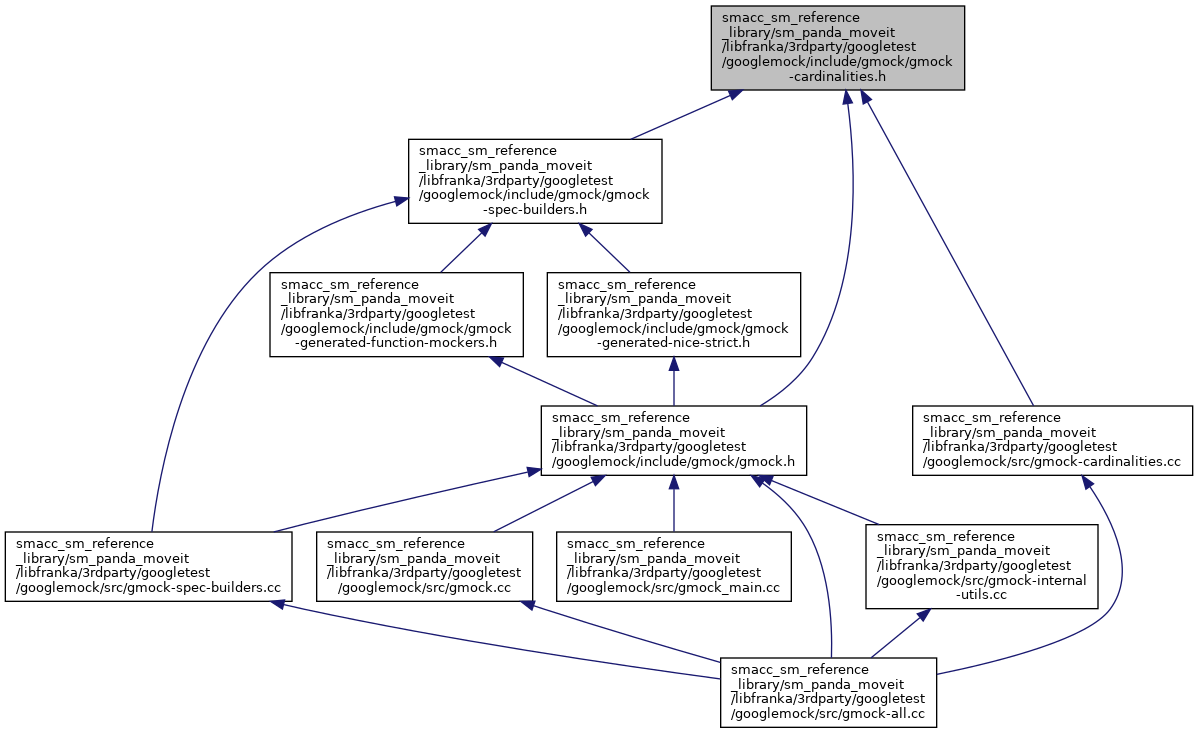 smacc_sm_reference
_library/sm_panda_moveit
/libfranka/3rdparty/googletest
/googlemock/include/gmock/gmock
-cardinalities.h
smacc_sm_reference
_library/sm_panda_moveit
/libfranka/3rdparty/googletest
/googlemock/include/gmock/gmock
-spec-builders.h
smacc_sm_reference
_library/sm_panda_moveit
/libfranka/3rdparty/googletest
/googlemock/include/gmock/gmock
-generated-function-mockers.h
smacc_sm_reference
_library/sm_panda_moveit
/libfranka/3rdparty/googletest
/googlemock/include/gmock/gmock
-generated-nice-strict.h
smacc_sm_reference
_library/sm_panda_moveit
/libfranka/3rdparty/googletest
/googlemock/include/gmock/gmock.h
smacc_sm_reference
_library/sm_panda_moveit
/libfranka/3rdparty/googletest
/googlemock/src/gmock-cardinalities.cc
smacc_sm_reference
_library/sm_panda_moveit
/libfranka/3rdparty/googletest
/googlemock/src/gmock-spec-builders.cc
smacc_sm_reference
_library/sm_panda_moveit
/libfranka/3rdparty/googletest
/googlemock/src/gmock.cc
smacc_sm_reference
_library/sm_panda_moveit
/libfranka/3rdparty/googletest
/googlemock/src/gmock_main.cc
smacc_sm_reference
_library/sm_panda_moveit
/libfranka/3rdparty/googletest
/googlemock/src/gmock-internal
-utils.cc
smacc_sm_reference
_library/sm_panda_moveit
/libfranka/3rdparty/googletest
/googlemock/src/gmock-all.cc